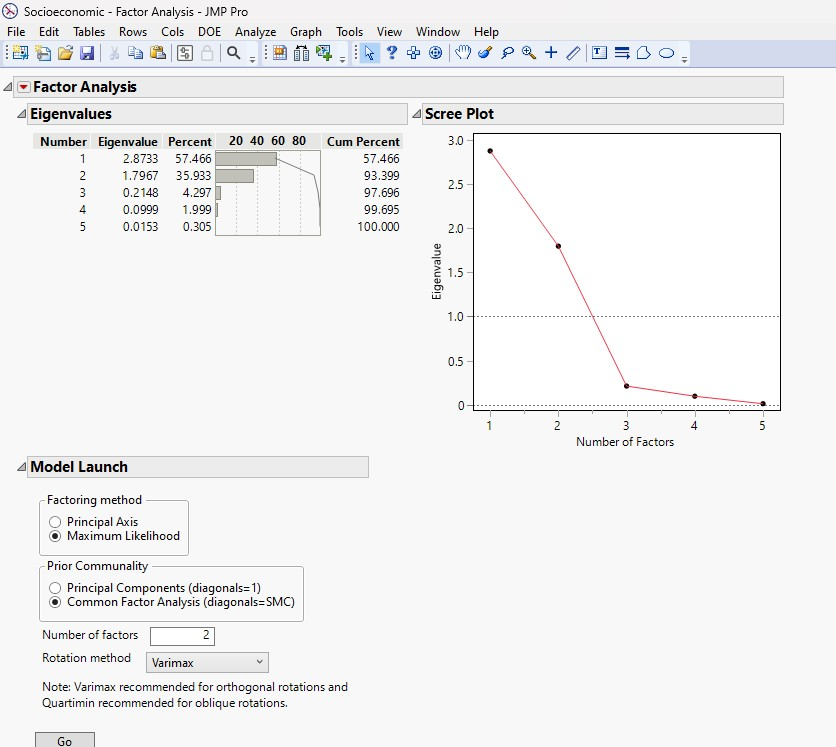 Socioeconomic - Factor Analysis - JMP Pro
File Edit Tables Rows Cols DOE Analyze Graph Tools View Window Help
Factor Analysis
Eigenvalues
Number Eigenvalue Percent 20 40 60 80 Cum Percent
1 2.8733 57.466 57.466
2 1.7967 35.933 93.399
3 0.2148 4.297 97.696
4 0.0999 1.999 99.695
5 0.0153 0.305 100.000
Scree Plot
3.0
2.5
2.0
1.5
1.0
0.5
0
Eigenvalue
1 2 3 4 5
Number of Factors
Model Launch
Factoring method
Principal Axis
Maximum Likelihood
Prior Communality
Principal Components (diagonals=1)
Common Factor Analysis (diagonals=SMC)
Number of factors 2
Rotation method Varimax
Note: Varimax recommended for orthogonal rotations and
Quartimin recommended for oblique rotations.
Go